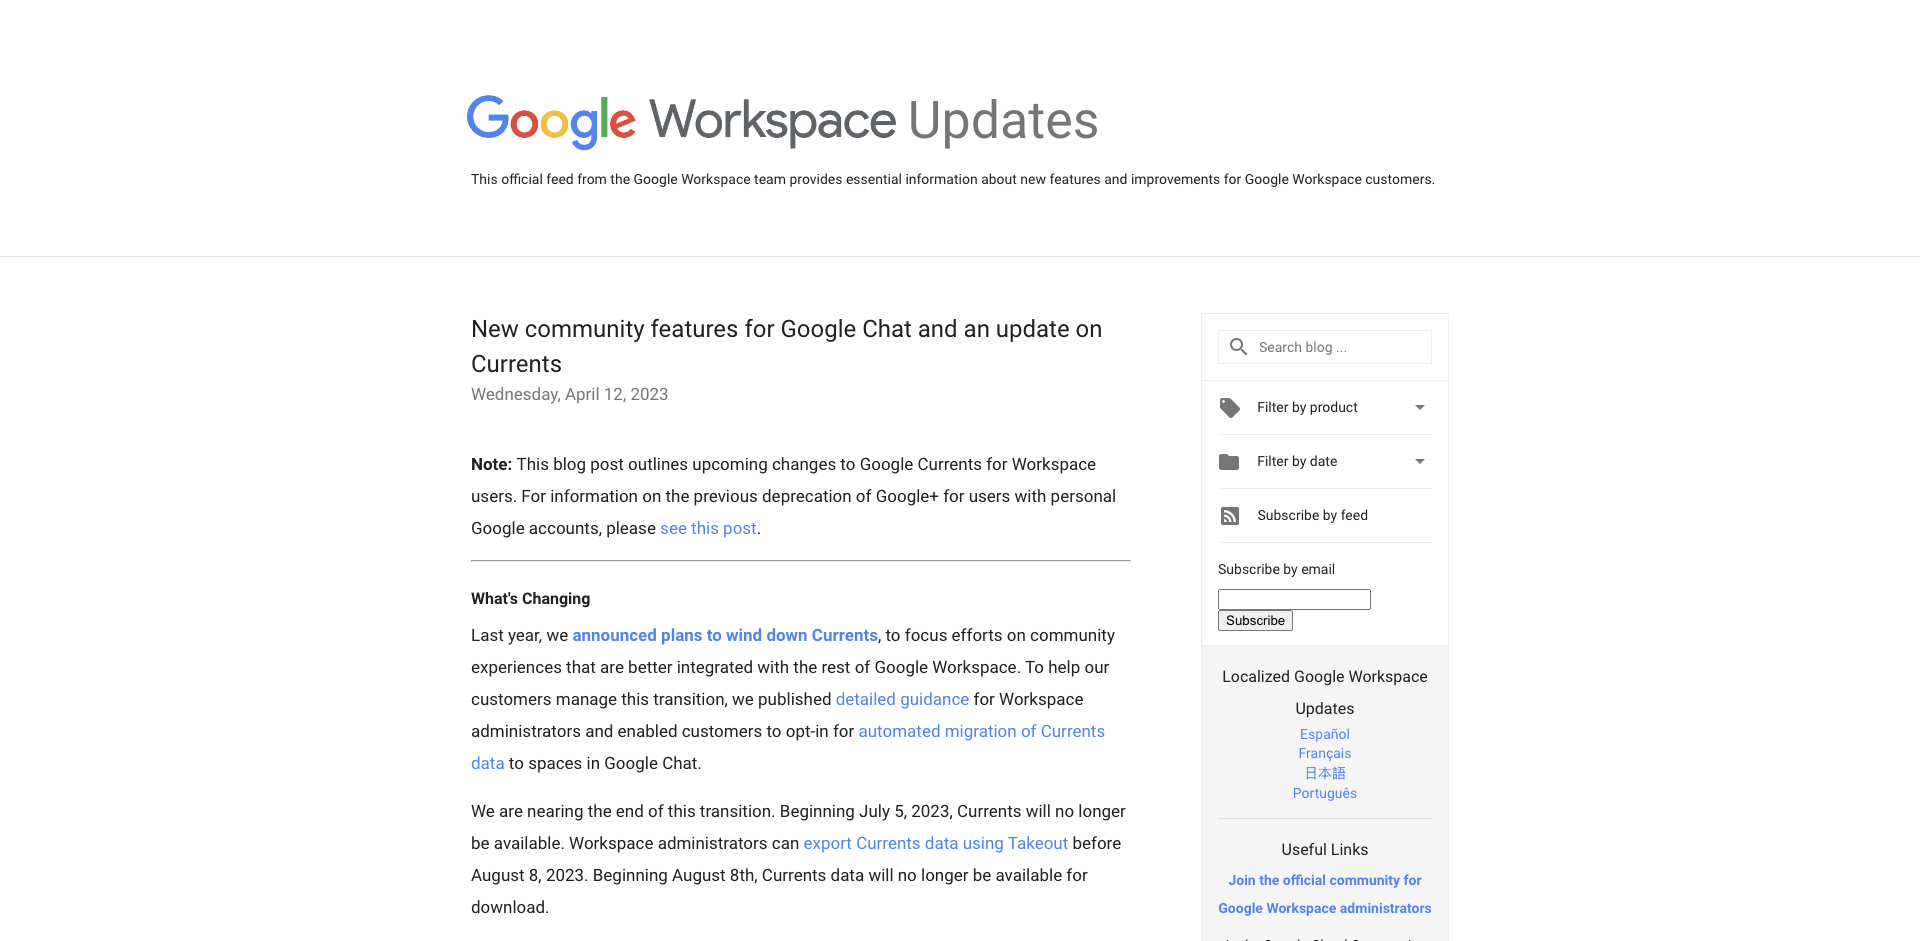 Google Workspace Updates
This official feed from the Google Workspace team provides essential information about new features and improvements for Google Workspace customers.
New community features for Google Chat and an update on
Currents
Wednesday, April 12, 2023
Note: This blog post outlines upcoming changes to Google Currents for Workspace
users. For information on the previous deprecation of Google+ for users with personal
Google accounts, please see this post.
What's Changing
Last year, we announced plans to wind down Currents, to focus efforts on community
experiences that are better integrated with the rest of Google Workspace. To help our
customers manage this transition, we published detailed guidance for Workspace
administrators and enabled customers to opt-in for automated migration of Currents
data to spaces in Google Chat.
We are nearing the end of this transition. Beginning July 5, 2023, Currents will no longer
be available. Workspace administrators can export Currents data using Takeout before
August 8, 2023. Beginning August 8th, Currents data will no longer be available for
download.
Search blog ...
Filter by product
Filter by date
Subscribe by feed
Subscribe by email
Subscribe
Localized Google Workspace
Updates
Español
Français
日本語
Português
Useful Links
Join the official community for
Google Workspace administrators